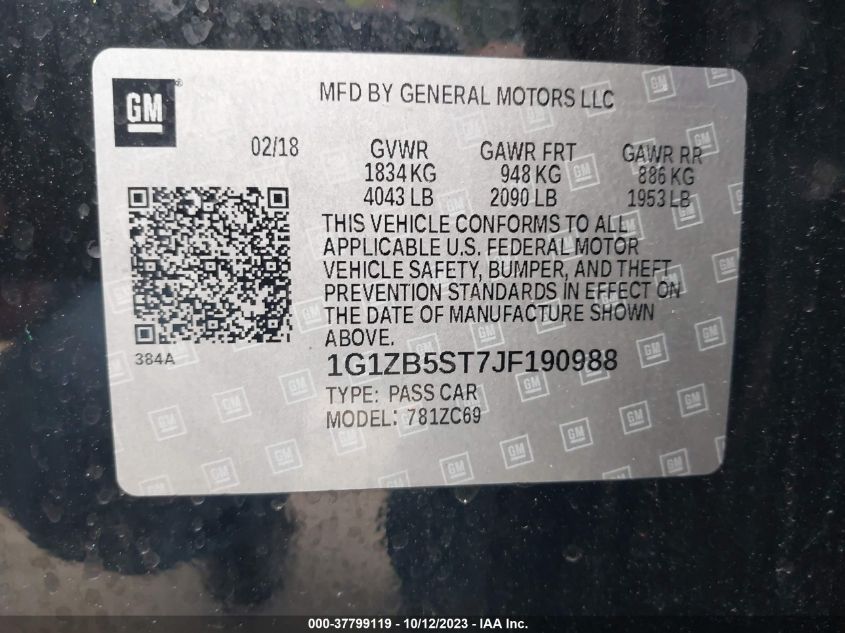 GM
MFD BY GENERAL MOTORS LLC
02/18 GVWR GAWR FRT GAWR RR
1834 KG 948 KG 886 KG
4043 LB 2090 LB 1953 LB
THIS VEHICLE CONFORMS TO ALL
APPLICABLE U.S. FEDERAL MOTOR
VEHICLE SAFETY, BUMPER, AND THEFT
PREVENTION STANDARDS IN EFFECT ON
THE DATE OF MANUFACTURE SHOWN
ABOVE.
384A
1G1ZB5ST7JF190988
TYPE: PASS CAR
MODEL: 781ZC69
000-37799119 - 10/12/2023 - IAA Inc.